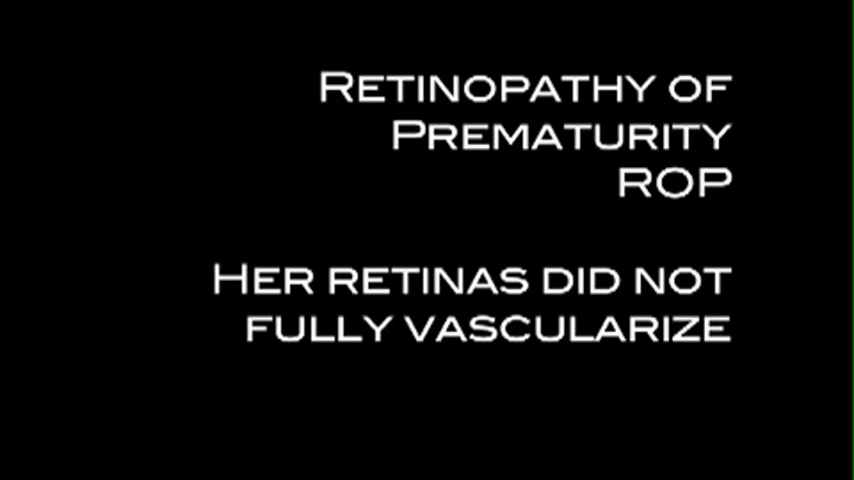 Retinopathy of
Prematurity
ROP
Her retinas did not
fully vascularize